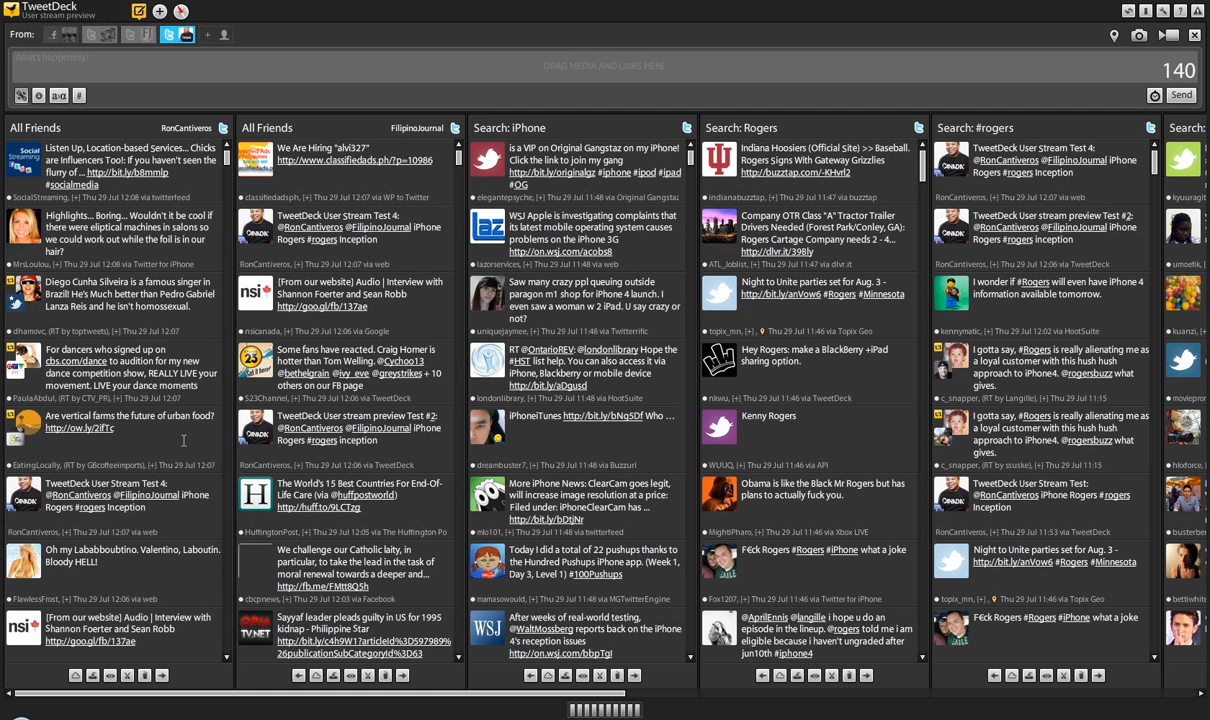 TweetDeck
User stream preview
From:
What's happening?
DRAG MEDIA AND LINKS HERE
140
Send
All Friends
RonCantiveros
Listen Up, Location-based Services... Chicks
are Influencers Too!: If you haven't seen the
flurry of ... http://bit.ly/b8mmlp
#socialmedia
SocialStreaming, [+] Thu 29 Jul 12:08 via twitterfeed
Highlights... Boring... Wouldn't it be cool if
there were eliptical machines in salons so
we could work out while the foil is in our
hair?
MrsLoulou, [+] Thu 29 Jul 12:08 via Twitter for iPhone
Diego Cunha Silveira is a famous singer in
Brazil! He's Much better than Pedro Gabriel
Lanza Reis and he isn't homossexual.
dhamovc, (RT by toptweets), [+] Thu 29 Jul 12:07
For dancers who signed up on
cbs.com/dance to audition for my new
dance competition show, REALLY LIVE your
movement. LIVE your dance moments
PaulaAbdul, (RT by CTV_PR), [+] Thu 29 Jul 12:07
Are vertical farms the future of urban food?
http://ow.ly/2ifTc
EatingLocally, (RT by GBcoffeeimports), [+] Thu 29 Jul 12:07
TweetDeck User Stream Test 4:
@RonCantiveros @FilipinoJournal iPhone
Rogers #rogers Inception
RonCantiveros, [+] Thu 29 Jul 12:07 via web
Oh my Lababboubtino. Valentino, Laboutin.
Bloody HELL!
FlawlessFrost, [+] Thu 29 Jul 12:06 via web
[From our website] Audio | Interview with
Shannon Foerter and Sean Robb
http://goo.gl/fb/137ae
All Friends
FilipinoJournal
We Are Hiring "alvi327"
http://www.classifiedads.ph/?p=10986
classifiedadsph, [+] Thu 29 Jul 12:07 via WP to Twitter
TweetDeck User Stream Test 4:
@RonCantiveros @FilipinoJournal iPhone
Rogers #rogers Inception
RonCantiveros, [+] Thu 29 Jul 12:07 via web
[From our website] Audio | Interview with
Shannon Foerter and Sean Robb
http://goo.gl/fb/137ae
nsicanada, [+] Thu 29 Jul 12:06 via Google
Some fans have reacted. Craig Horner is
hotter than Tom Welling. @Cycho13
@bethelgrain @ivy_eve @greystrikes + 10
others on our FB page
S23Channel, [+] Thu 29 Jul 12:06 via TweetDeck
TweetDeck User stream preview Test #2:
@RonCantiveros @FilipinoJournal iPhone
Rogers #rogers inception
RonCantiveros, [+] Thu 29 Jul 12:06 via TweetDeck
The World's 15 Best Countries For End-Of-
Life Care (via @huffpostworld)
http://huff.to/9LCTzg
HuffingtonPost, [+] Thu 29 Jul 12:05 via The Huffington Po
We challenge our Catholic laity, in
particular, to take the lead in the task of
moral renewal towards a deeper and...
http://fb.me/FMtt8Q5h
cbcpnews, [+] Thu 29 Jul 12:03 via Facebook
Sayyaf leader pleads guilty in US for 1995
kidnap - Philippine Star
http://bit.ly/c4h9W1?articleId%3D597989%
26publicationSubCategoryId%3D63
Search: iPhone
is a VIP on Original Gangstaz on my iPhone!
Click the link to join my gang
http://bit.ly/originalgz #iphone #ipod #ipad
#OG
elegantepsyche, [+] Thu 29 Jul 11:48 via Original Gangstaz
WSJ Apple is investigating complaints that
its latest mobile operating system causes
problems on the iPhone 3G
http://on.wsj.com/acobs8
lazorservices, [+] Thu 29 Jul 11:48 via web
Saw many crazy ppl queuing outside
paragon m1 shop for iPhone 4 launch. I
even saw a woman w 2 iPad. U say crazy or
not?
uniquejaymee, [+] Thu 29 Jul 11:48 via Twitterrific
RT @OntarioREV: @londonlibrary Hope the
#HST list help. You can also access it via
iPhone, Blackberry or mobile device
http://bit.ly/aDgusd
londonlibrary, [+] Thu 29 Jul 11:48 via HootSuite
iPhoneiTunes http://bit.ly/bNg5Df Who ...
dreambuster7, [+] Thu 29 Jul 11:48 via Buzzurl
More iPhone News: ClearCam goes legit,
will increase image resolution at a price:
Filed under: iPhoneClearCam has ...
http://bit.ly/bDtjNr
mlo101, [+] Thu 29 Jul 11:48 via twitterfeed
Today I did a total of 22 pushups thanks to
the Hundred Pushups iPhone app. (Week 1,
Day 3, Level 1) #100Pushups
mamasowass, [+] Thu 29 Jul 11:48 via MGTwitterEngine
After weeks of real-world testing,
@WaltMossberg reports back on the iPhone
4's reception issues
http://on.wsj.com/bbpTgI
Search: Rogers
Indiana Hoosiers (Official Site) >> Baseball.
Rogers Signs With Gateway Grizzlies
http://buzztap.com/-KHvrl2
indianabuzztap, [+] Thu 29 Jul 11:47 via buzztap
Company OTR Class "A" Tractor Trailer
Drivers Needed (Forest Park/Conley, GA):
Rogers Cartage Company needs 2 - 4...
http://dlvr.it/39Bly
ATL_Joblist, [+] Thu 29 Jul 11:47 via dlvr.it
Night to Unite parties set for Aug. 3 -
http://bit.ly/anVow6 #Rogers #Minnesota
topix_mn, [+] Thu 29 Jul 11:46 via Topix Geo
Hey Rogers: make a BlackBerry +iPad
sharing option.
nkwu, [+] Thu 29 Jul 11:46 via Twitter for iPhone
Kenny Rogers
WUUQ, [+] Thu 29 Jul 11:46 via API
Obama is like the Black Mr Rogers but has
plans to actually fuck you.
MightiPharo, [+] Thu 29 Jul 11:46 via Xbox LIVE
F€ck Rogers #Rogers #iPhone what a joke
Fox1207, [+] Thu 29 Jul 11:46 via Twitter for iPhone
@AprilEnnis @langille i hope u do an
episode in the lineup. @rogers told me i am
eligible because i haven't ungraded after
jun10th #iphone4
Search: #rogers
TweetDeck User Stream Test 4:
@RonCantiveros @FilipinoJournal iPhone
Rogers #rogers Inception
RonCantiveros, [+] Thu 29 Jul 12:07 via web
TweetDeck User stream preview Test #2:
@RonCantiveros @FilipinoJournal iPhone
Rogers #rogers inception
RonCantiveros, [+] Thu 29 Jul 12:06 via TweetDeck
I wonder if #Rogers will even have iPhone 4
information available tomorrow.
kennymatic, [+] Thu 29 Jul 12:02 via HootSuite
I gotta say, #Rogers is really alienating me as
a loyal customer with this hush hush
approach to iPhone4. @rogersbuzz what
gives.
c_snapper, (RT by Langille), [+] Thu 29 Jul 11:15
I gotta say, #Rogers is really alienating me as
a loyal customer with this hush hush
approach to iPhone4. @rogersbuzz what
gives.
c_snapper, (RT by ssuske), [+] Thu 29 Jul 11:15
TweetDeck User Stream Test:
@RonCantiveros iPhone Rogers #rogers
Inception
RonCantiveros, [+] Thu 29 Jul 11:53 via TweetDeck
Night to Unite parties set for Aug. 3 -
http://bit.ly/anVow6 #Rogers #Minnesota
topix_mn, [+] Thu 29 Jul 11:46 via Topix Geo
F€ck Rogers #Rogers #iPhone what a joke
Search:
kyuuragit
umoefik, [+]
kuanzi, [+]
moviepro
hkxforce,
busterber
bettiwhite